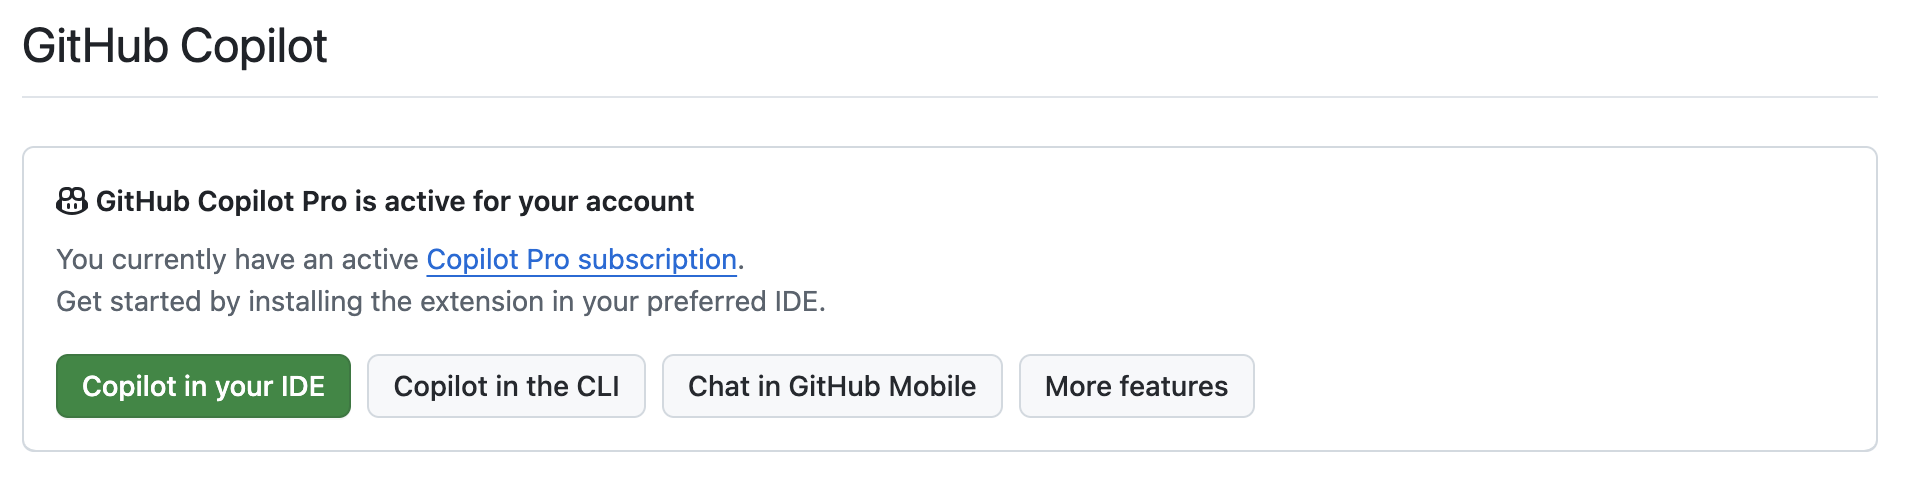 GitHub Copilot
GitHub Copilot Pro is active for your account
You currently have an active Copilot Pro subscription.
Get started by installing the extension in your preferred IDE.
Copilot in your IDE
Copilot in the CLI
Chat in GitHub Mobile
More features